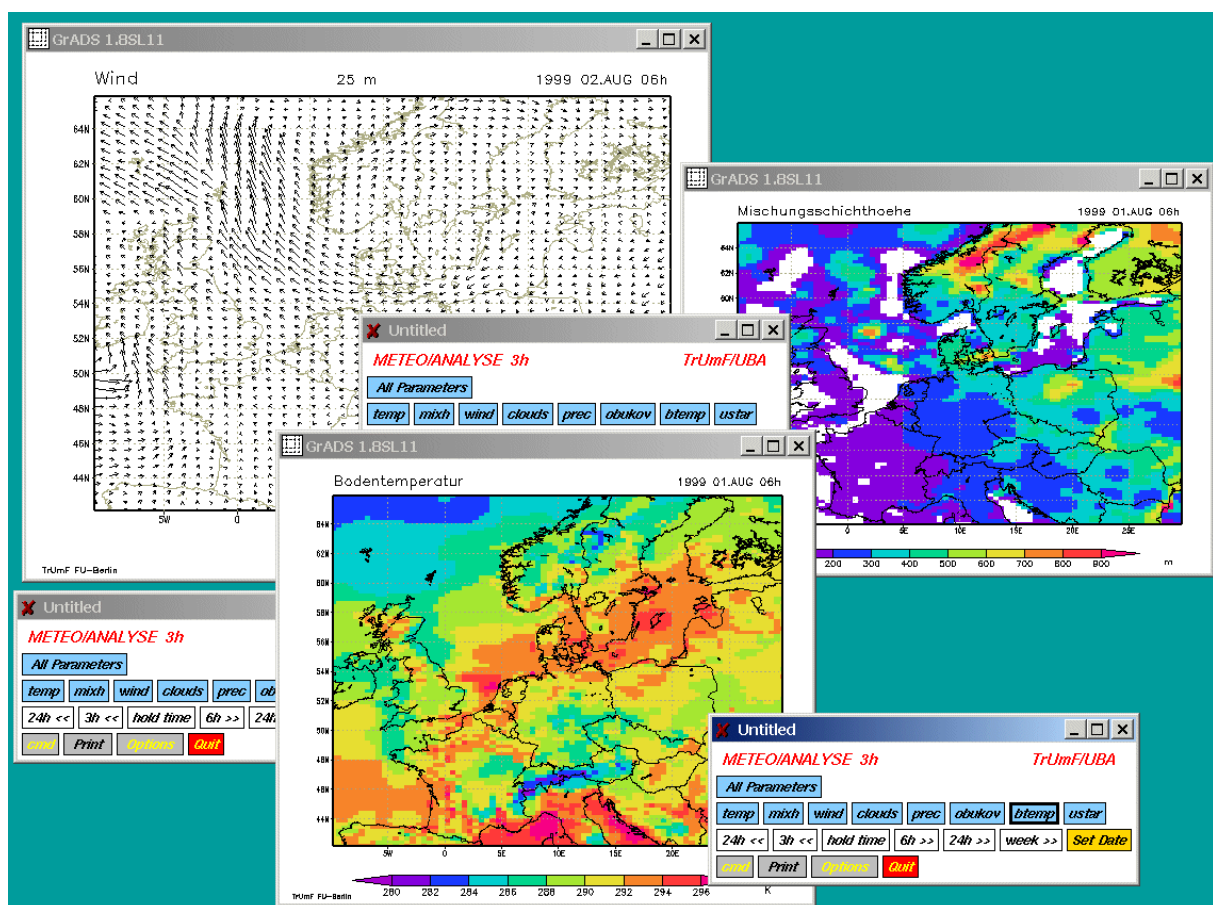 GrADS 1.8SL11
Wind 25 m 1999 02.AUG 06h
64N
62N
60N
58N
56N
54N
52N
50N
48N
46N
44N
5W 0
TrUmF FU-Berlin
GrADS 1.8SL11
Mischungsschichthoehe 1999 01.AUG 06h
64N
62N
60N
0 5E 10E 15E 20E 25E
200 300 400 500 600 700 800 900 m
Untitled
METEO/ANALYSE 3h TrUmF/UBA
All Parameters
temp mixh wind clouds prec obukov btemp ustar
GrADS 1.8SL11
Bodentemperatur 1999 01.AUG 06h
64N
62N
60N
58N
56N
54N
52N
50N
48N
46N
44N
5W 0 5E 10E 15E 20E
280 282 284 286 288 290 292 294 296 K
TrUmF FU-Berlin
Untitled
METEO/ANALYSE 3h
All Parameters
temp mixh wind clouds prec ob
24h << 3h << hold time 6h >> 24h
cmd Print Options Quit
Untitled
METEO/ANALYSE 3h TrUmF/UBA
All Parameters
temp mixh wind clouds prec obukov btemp ustar
24h << 3h << hold time 6h >> 24h >> week >> Set Date
cmd Print Options Quit